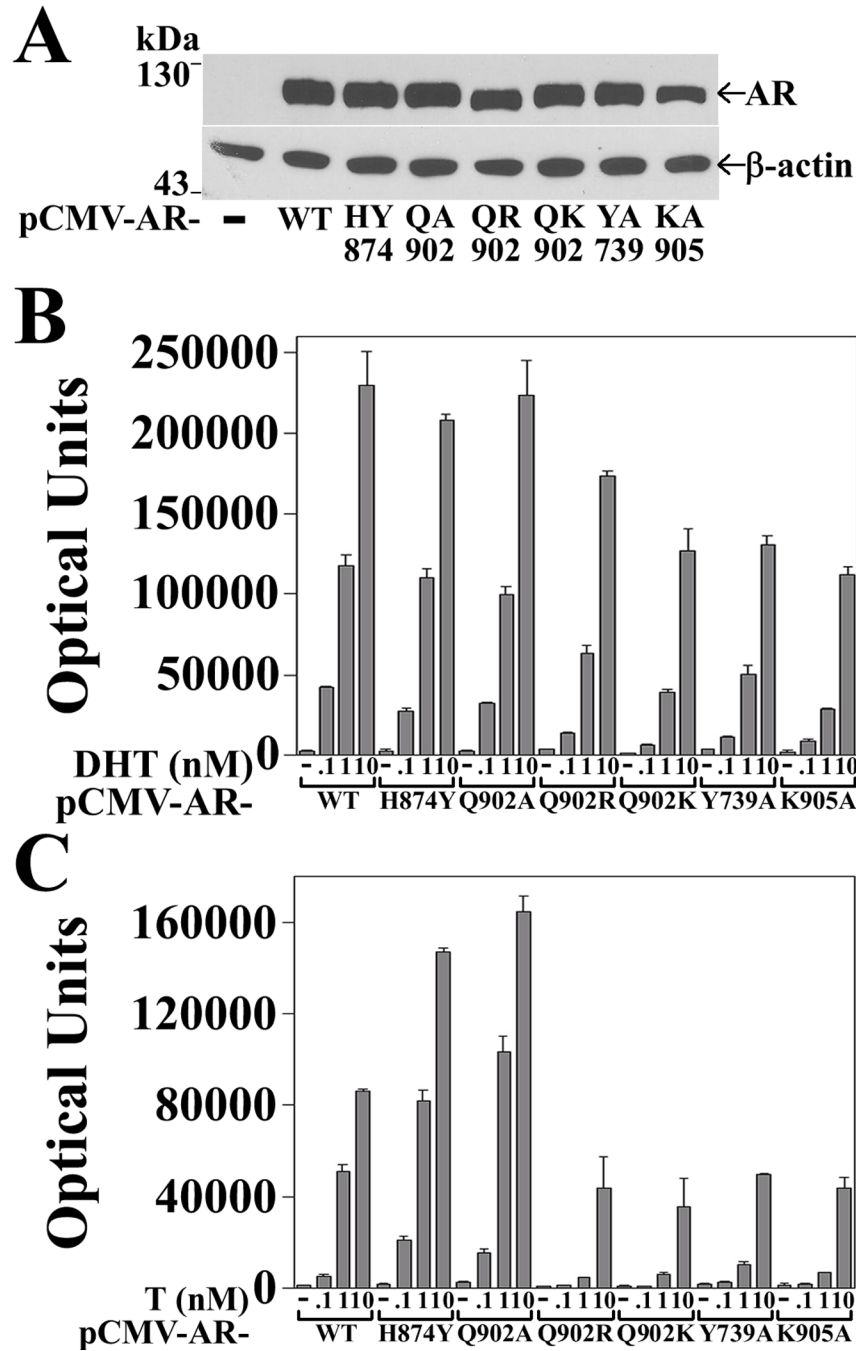 A
kDa
130
←AR
←β-actin
43
pCMV-AR- - WT HY QA QR QK YA KA
874 902 902 902 739 905
B
250000
200000
150000
100000
50000
0
Optical Units
DHT (nM) - .1 1 10 - .1 1 10 - .1 1 10 - .1 1 10 - .1 1 10 - .1 1 10 - .1 1 10
pCMV-AR- WT H874Y Q902A Q902R Q902K Y739A K905A
C
160000
120000
80000
40000
0
Optical Units
T (nM) - .1 1 10 - .1 1 10 - .1 1 10 - .1 1 10 - .1 1 10 - .1 1 10 - .1 1 10
pCMV-AR- WT H874Y Q902A Q902R Q902K Y739A K905A